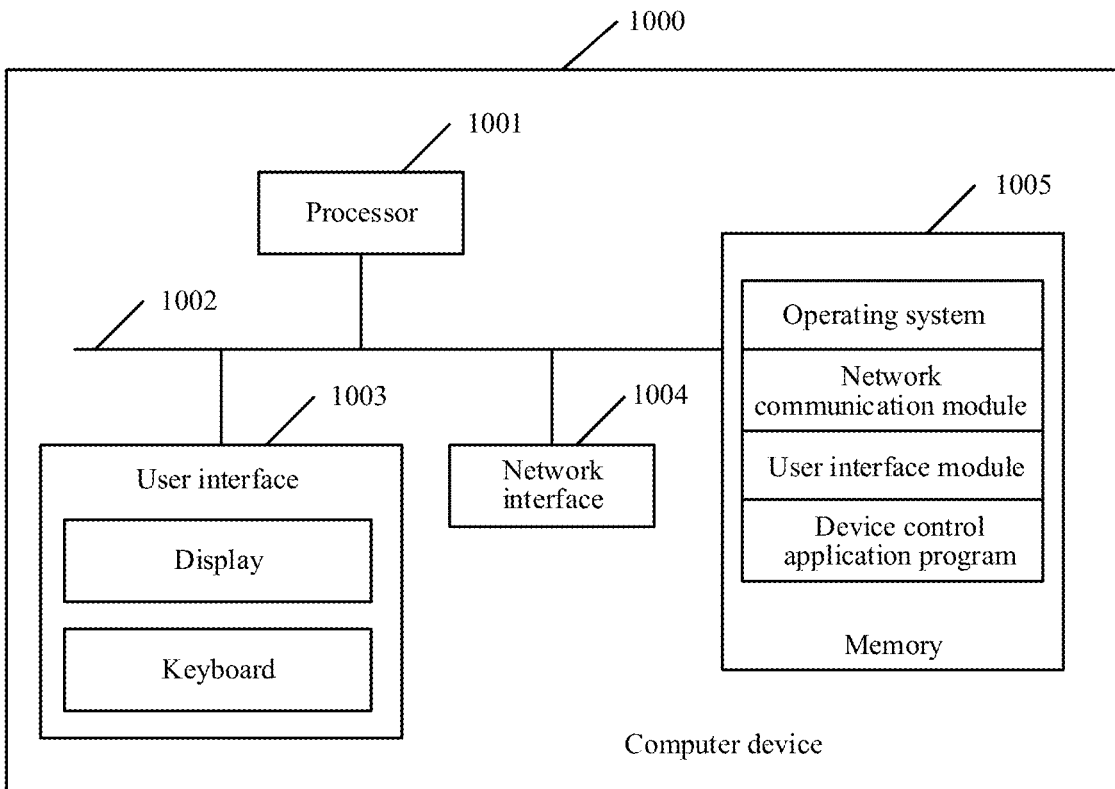 1000
1001
Processor
1005
1002
Operating system
Network
communication module
User interface module
Device control
application program
Memory
1003
User interface
Display
Keyboard
1004
Network
interface
Computer device